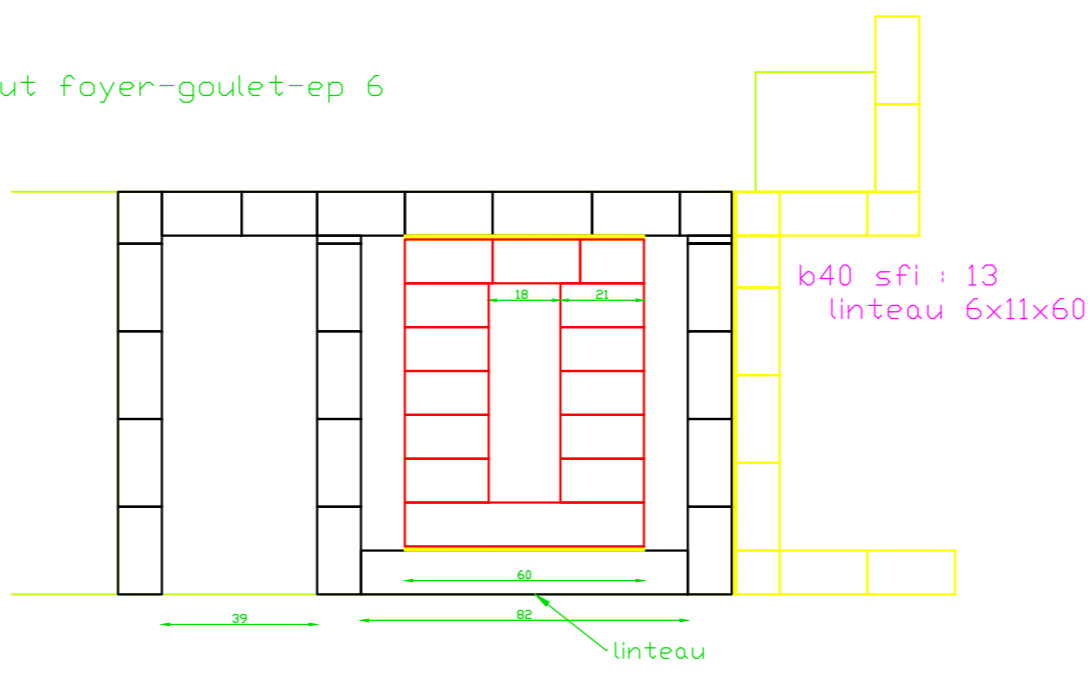 ut foyer-goulet-ep 6
b40 sfi : 13
linteau 6x11x60
18
21
60
39
82
linteau